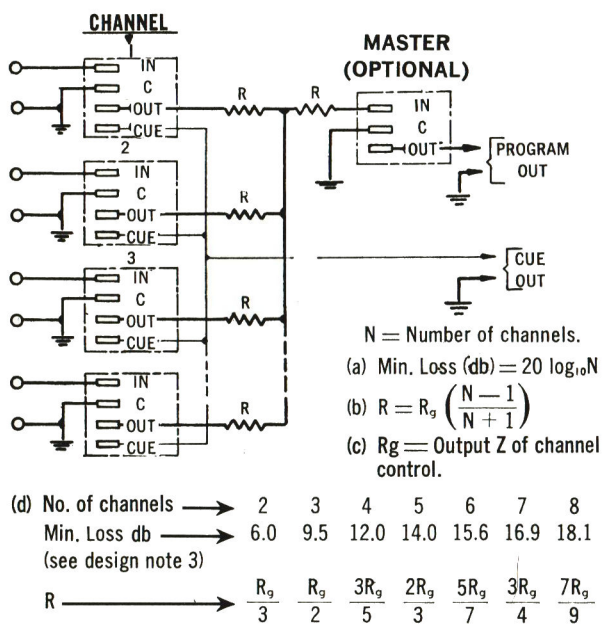 CHANNEL
MASTER
(OPTIONAL)
IN
C
OUT
CUE
2
R
R
IN
C
OUT
PROGRAM
OUT
IN
C
OUT
CUE
3
R
CUE
OUT
IN
C
OUT
CUE
R
IN
C
OUT
CUE
R
N = Number of channels.
(a) Min. Loss (db) = 20 log₁₀N
(b) R = Rg (N — 1 / N + 1)
(c) Rg = Output Z of channel
control.
(d) No. of channels 2 3 4 5 6 7 8
Min. Loss db 6.0 9.5 12.0 14.0 15.6 16.9 18.1
(see design note 3)
R Rg/3 Rg/2 3Rg/5 2Rg/3 5Rg/7 3Rg/4 7Rg/9